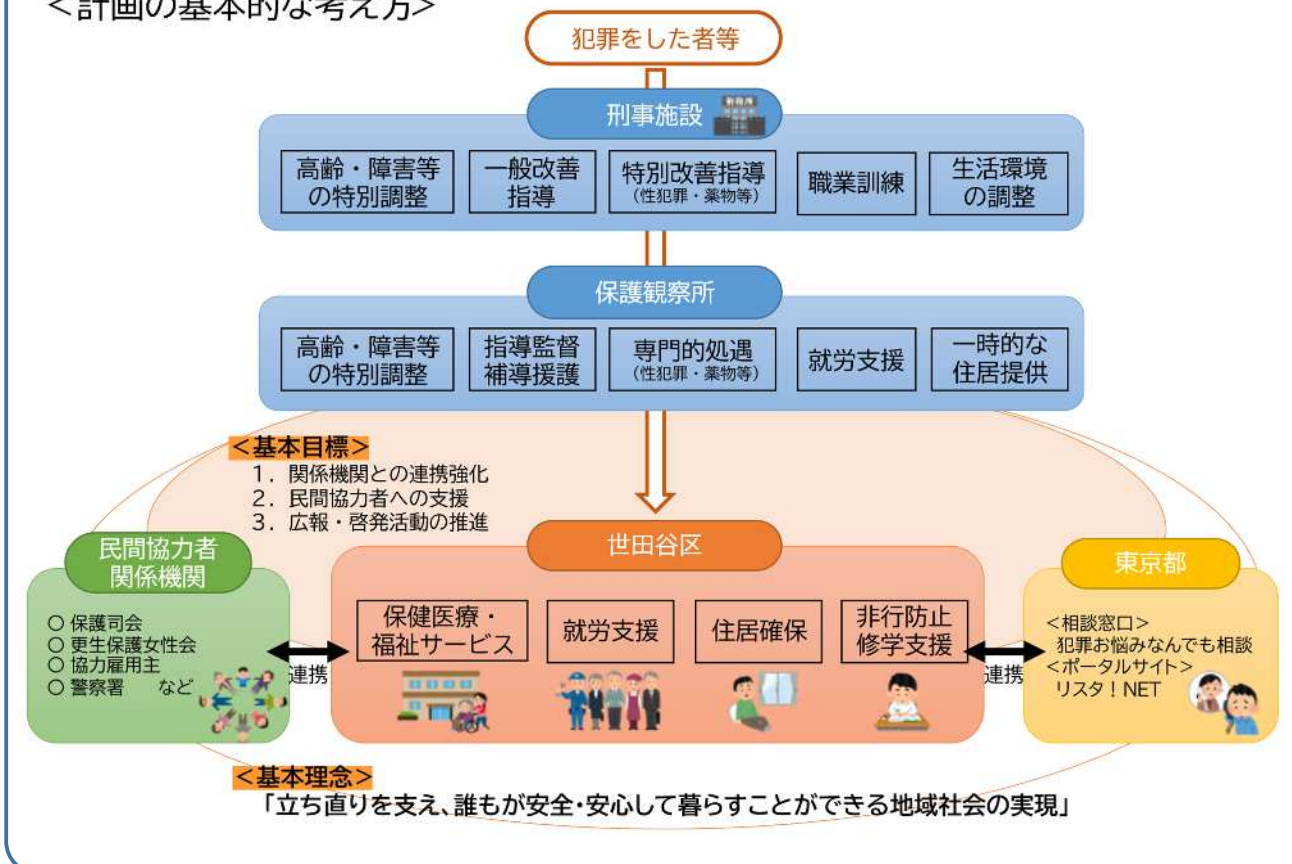 <計画の基本的な考え方>
犯罪をした者等
刑事施設
高齢・障害等
の特別調整
一般改善
指導
特別改善指導
(性犯罪・薬物等)
職業訓練
生活環境
の調整
保護観察所
高齢・障害等
の特別調整
指導監督
補導援護
専門的処遇
(性犯罪・薬物等)
就労支援
一時的な
住居提供
<基本目標>
1. 関係機関との連携強化
2. 民間協力者への支援
3. 広報・啓発活動の推進
民間協力者
関係機関
○ 保護司会
○ 更生保護女性会
○ 協力雇用主
○ 警察署 など
連携
世田谷区
保健医療・
福祉サービス
就労支援
住居確保
非行防止
修学支援
連携
東京都
<相談窓口>
犯罪お悩みなんでも相談
<ポータルサイト>
リスタ!NET
<基本理念>
「立ち直りを支え、誰もが安全・安心して暮らすことができる地域社会の実現」